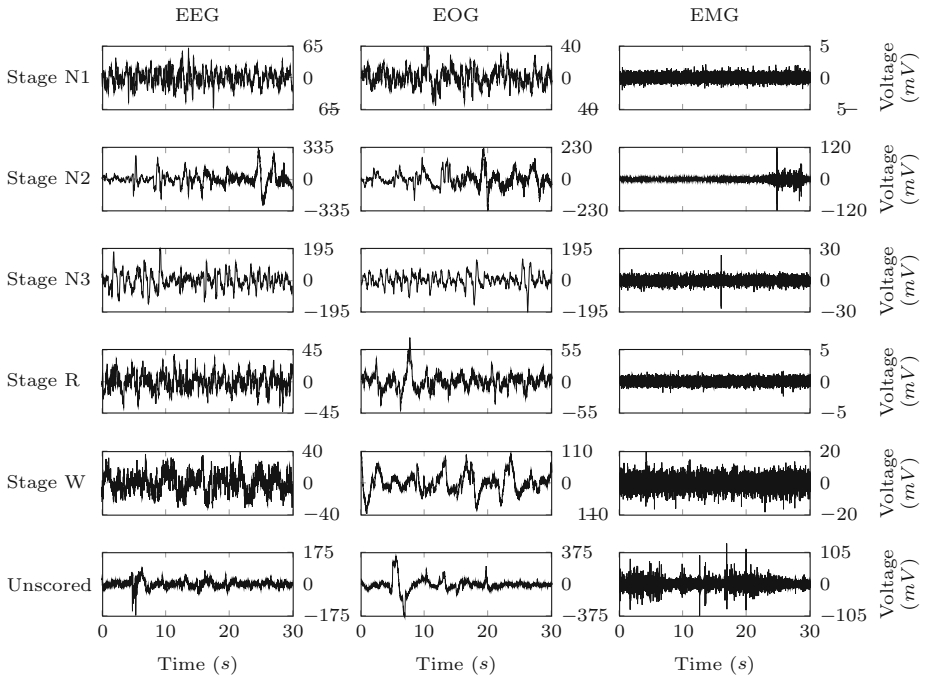 EEG EOG EMG
65 40 5
Stage N1 0 0 0 Voltage (mV)
65− 40− 5−
335 230 120
Stage N2 0 0 0 Voltage (mV)
−335 −230 −120
195 195 30
Stage N3 0 0 0 Voltage (mV)
−195 −195 −30
45 55 5
Stage R 0 0 0 Voltage (mV)
−45 −55 −5
40 110 20
Stage W 0 0 0 Voltage (mV)
−40 110− −20
175 375 105
Unscored 0 0 0 Voltage (mV)
−175 −375 −105
0 10 20 30 0 10 20 30 0 10 20 30
Time (s) Time (s) Time (s)